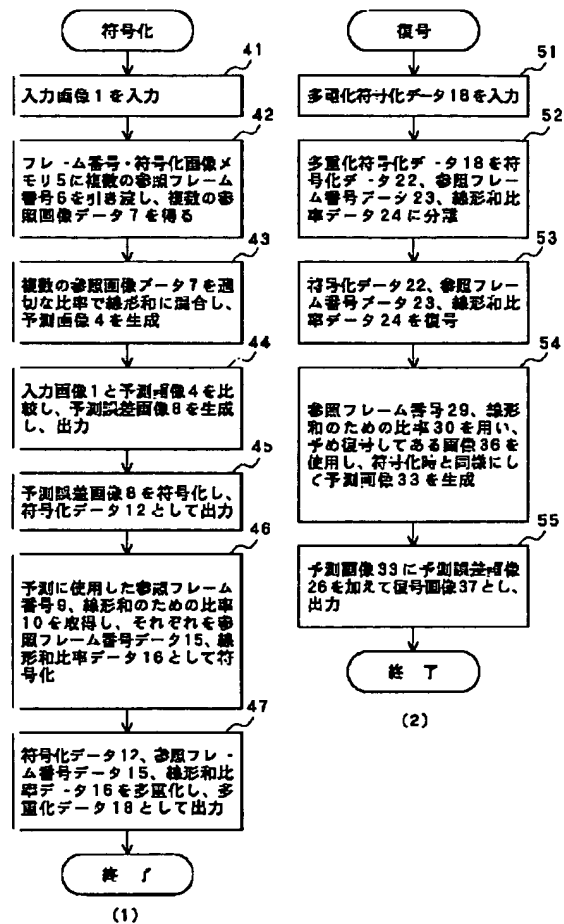 符号化
41
入力画像1を入力
42
フレーム番号・符号化画像メ
モリ5に複数の参照フレーム
番号6を引き渡し、複数の参
照画像データ7を得る
43
複数の参照画像データ7を適
切な比率で線形和に混合し、
予測画像4を生成
44
入力画像1と予測画像4を比
較し、予測誤差画像8を生成
し、出力
45
予測誤差画像8を符号化し、
符号化データ12として出力
46
予測に使用した参照フレーム
番号9、線形和のための比率
10を取得し、それぞれを参
照フレーム番号データ15、線
形和比率データ16として符
号化
47
符号化データ12、参照フレー
ム番号データ15、線形和比
率データ16を多重化し、多
重化データ18として出力
終 了
(1)
復号
51
多重化符号化データ18を入力
52
多重化符号化データ18を符
号化データ22、参照フレーム
番号データ23、線形和比
率データ24に分離
53
符号化データ22、参照フレー
ム番号データ23、線形和比
率データ24を復号
54
参照フレーム番号29、線形
和のための比率30を用い、
予め復号してある画像36を
使用し、符号化時と同様にし
て予測画像33を生成
55
予測画像33に予測誤差画像
26を加えて復号画像37とし、
出力
終 了
(2)